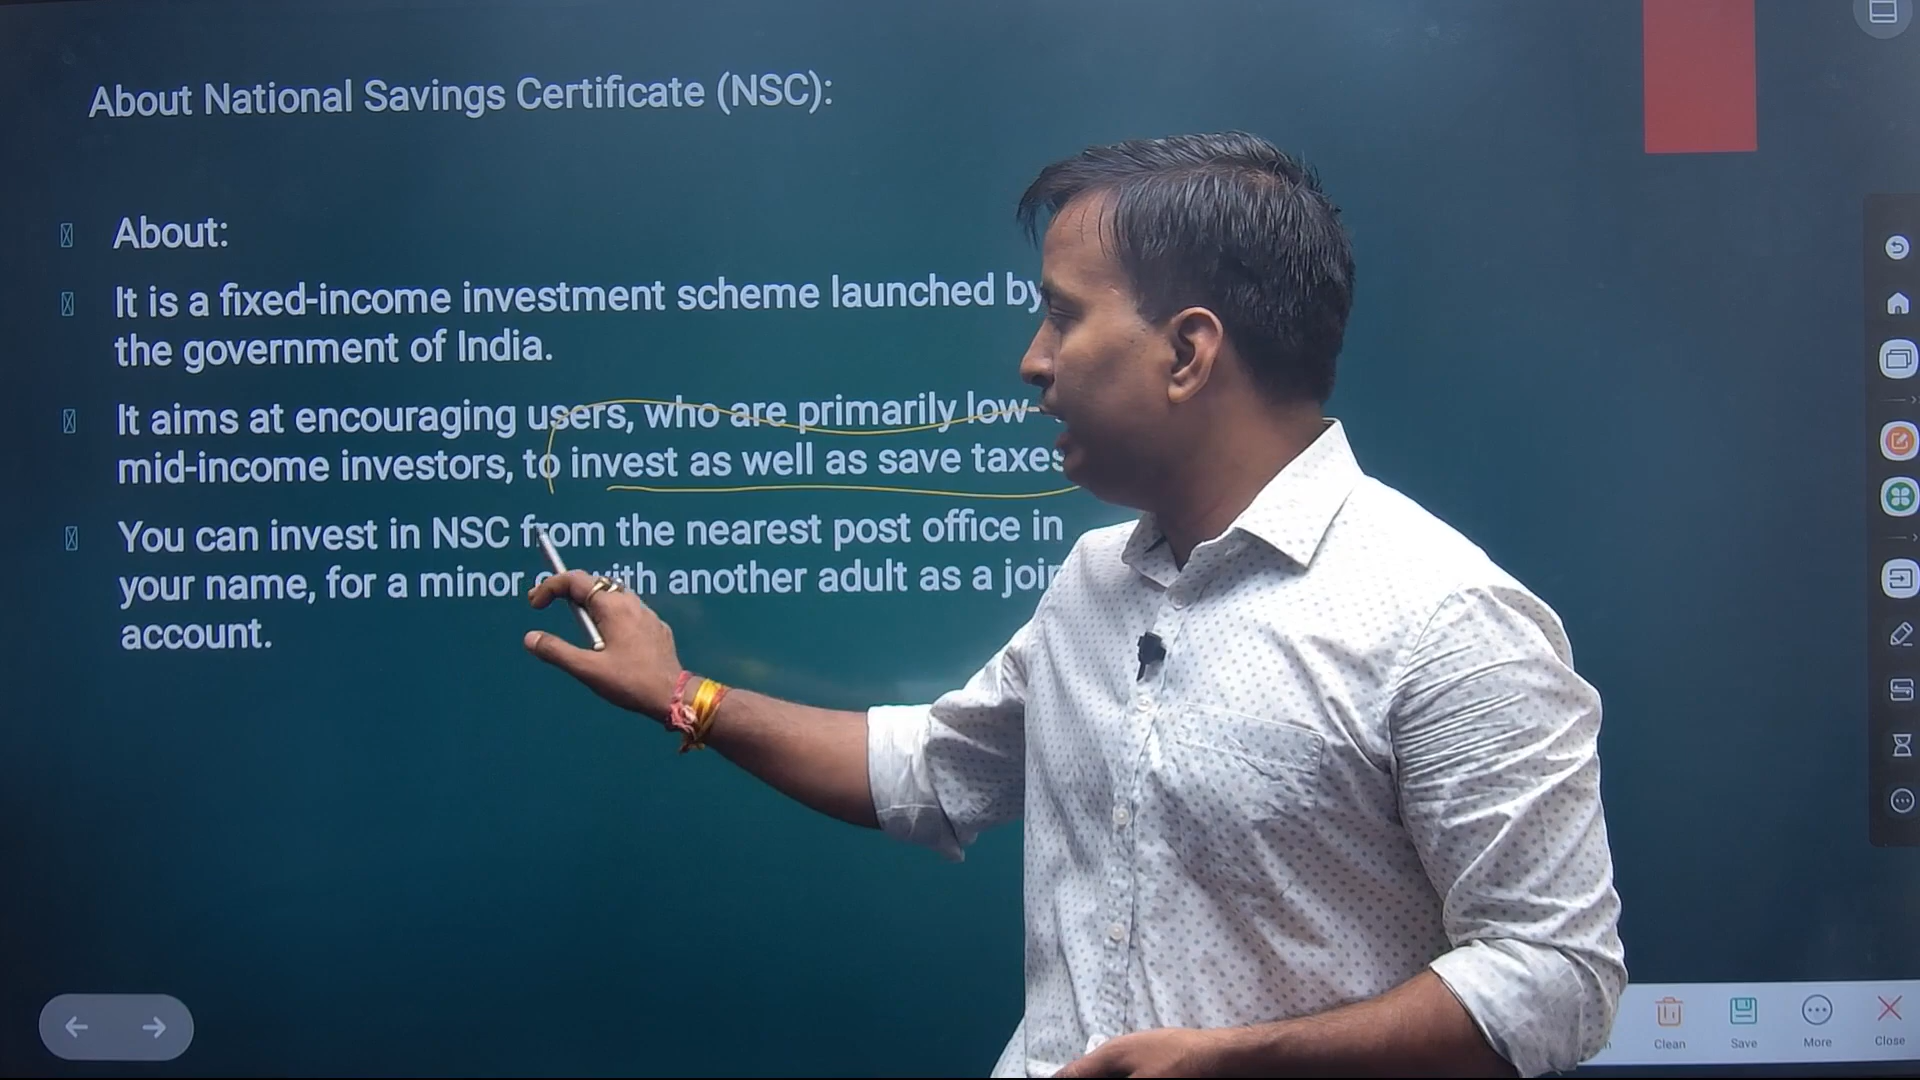 About National Savings Certificate (NSC):
About:
It is a fixed-income investment scheme launched by
the government of India.
It aims at encouraging users, who are primarily low-
mid-income investors, to invest as well as save taxes
You can invest in NSC from the nearest post office in
your name, for a minor with another adult as a
account.
Clean
Save
More
Close